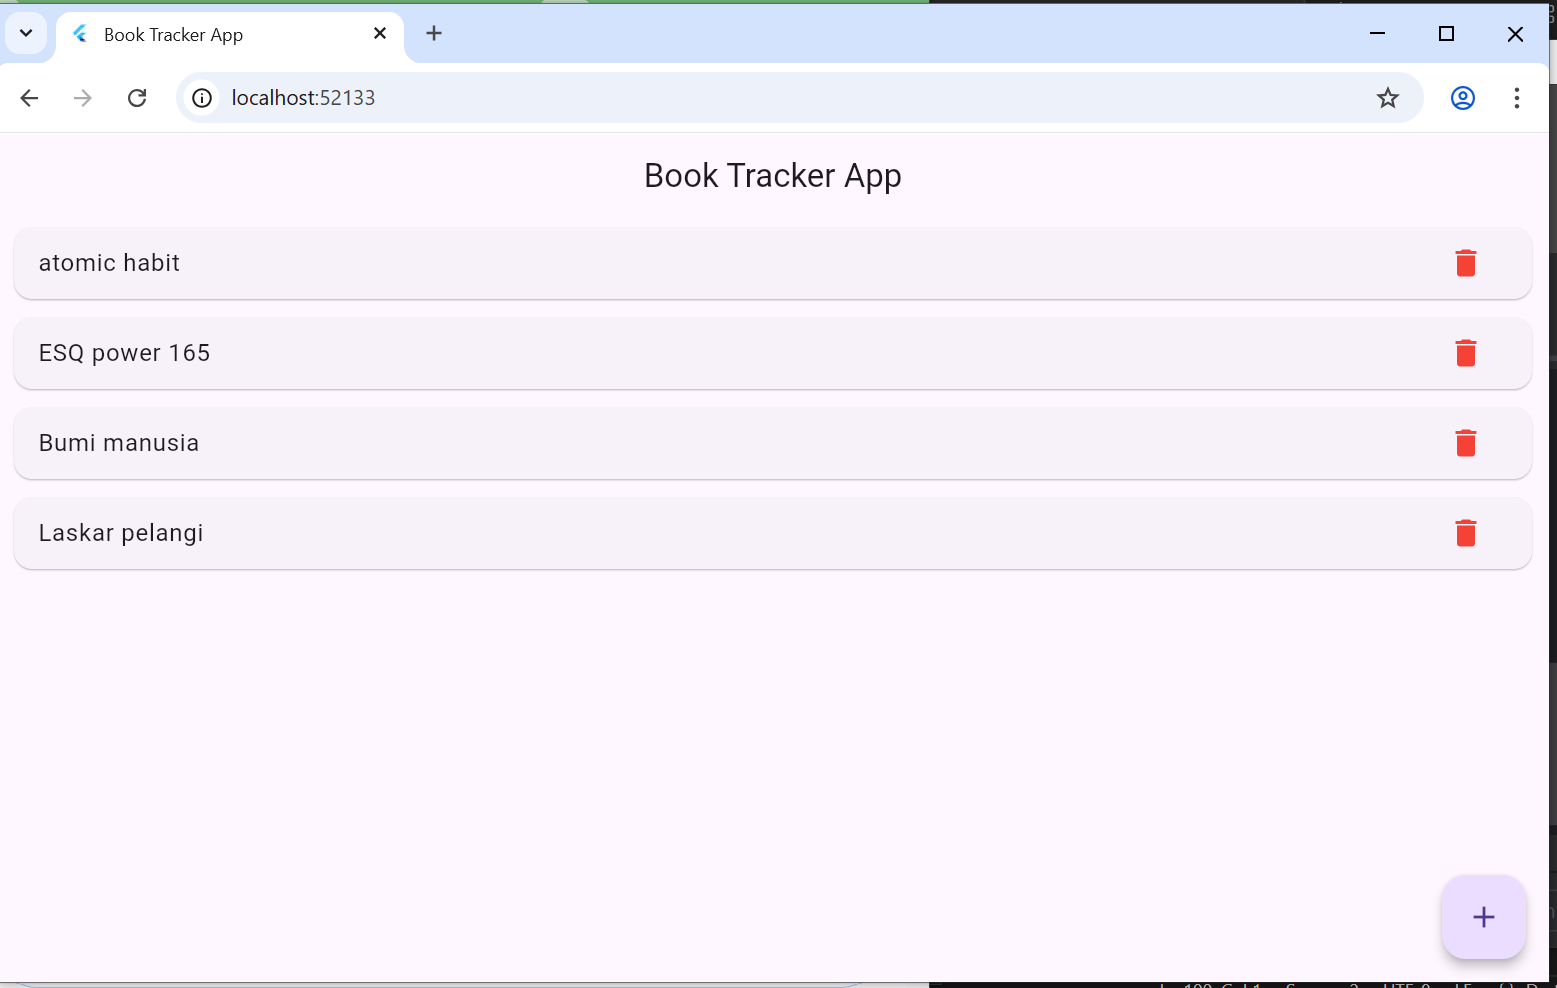 Book Tracker App
localhost:52133
Book Tracker App
atomic habit
ESQ power 165
Bumi manusia
Laskar pelangi